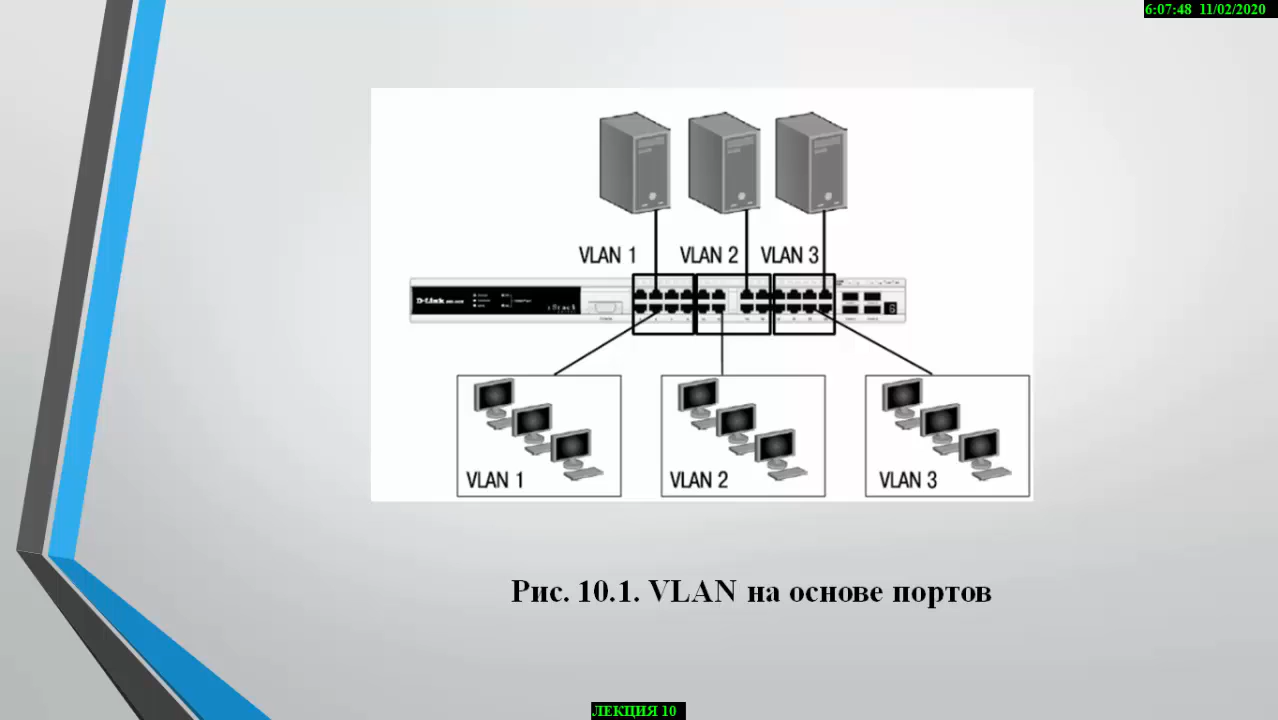 6:07:48 11/02/2020
VLAN 1 VLAN 2 VLAN 3
D-Link
VLAN 1 VLAN 2 VLAN 3
Рис. 10.1. VLAN на основе портов
ЛЕКЦИЯ 10